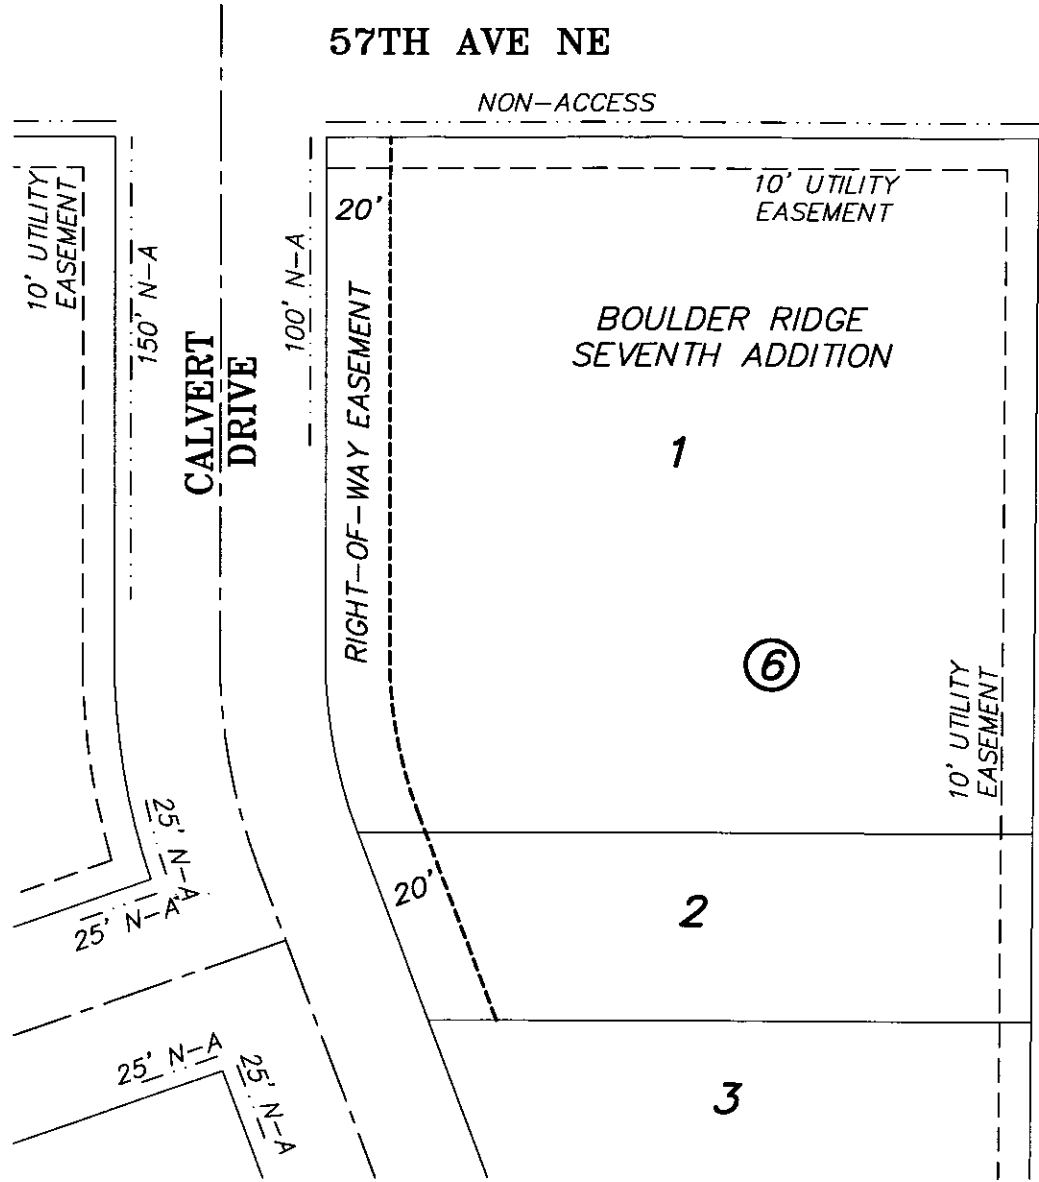 57TH AVE NE
NON-ACCESS
10' UTILITY
EASEMENT
150' N-A
CALVERT
DRIVE
100' N-A
20'
RIGHT-OF-WAY EASEMENT
10' UTILITY
EASEMENT
BOULDER RIDGE
SEVENTH ADDITION
1
6
10' UTILITY
EASEMENT
25' N-A
25' N-A
20'
2
25' N-A
25' N-A
3